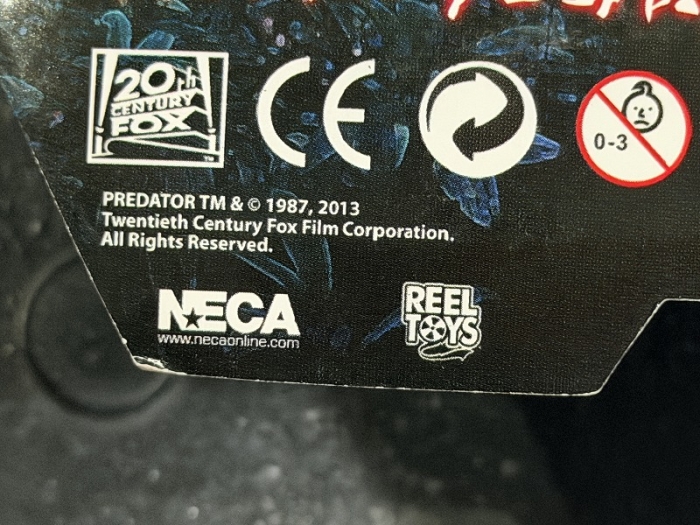 20th
CENTURY
FOX
TM
CE
0-3
PREDATOR TM & © 1987, 2013
Twentieth Century Fox Film Corporation.
All Rights Reserved.
NECA
www.necaonline.com
REEL
TOYS